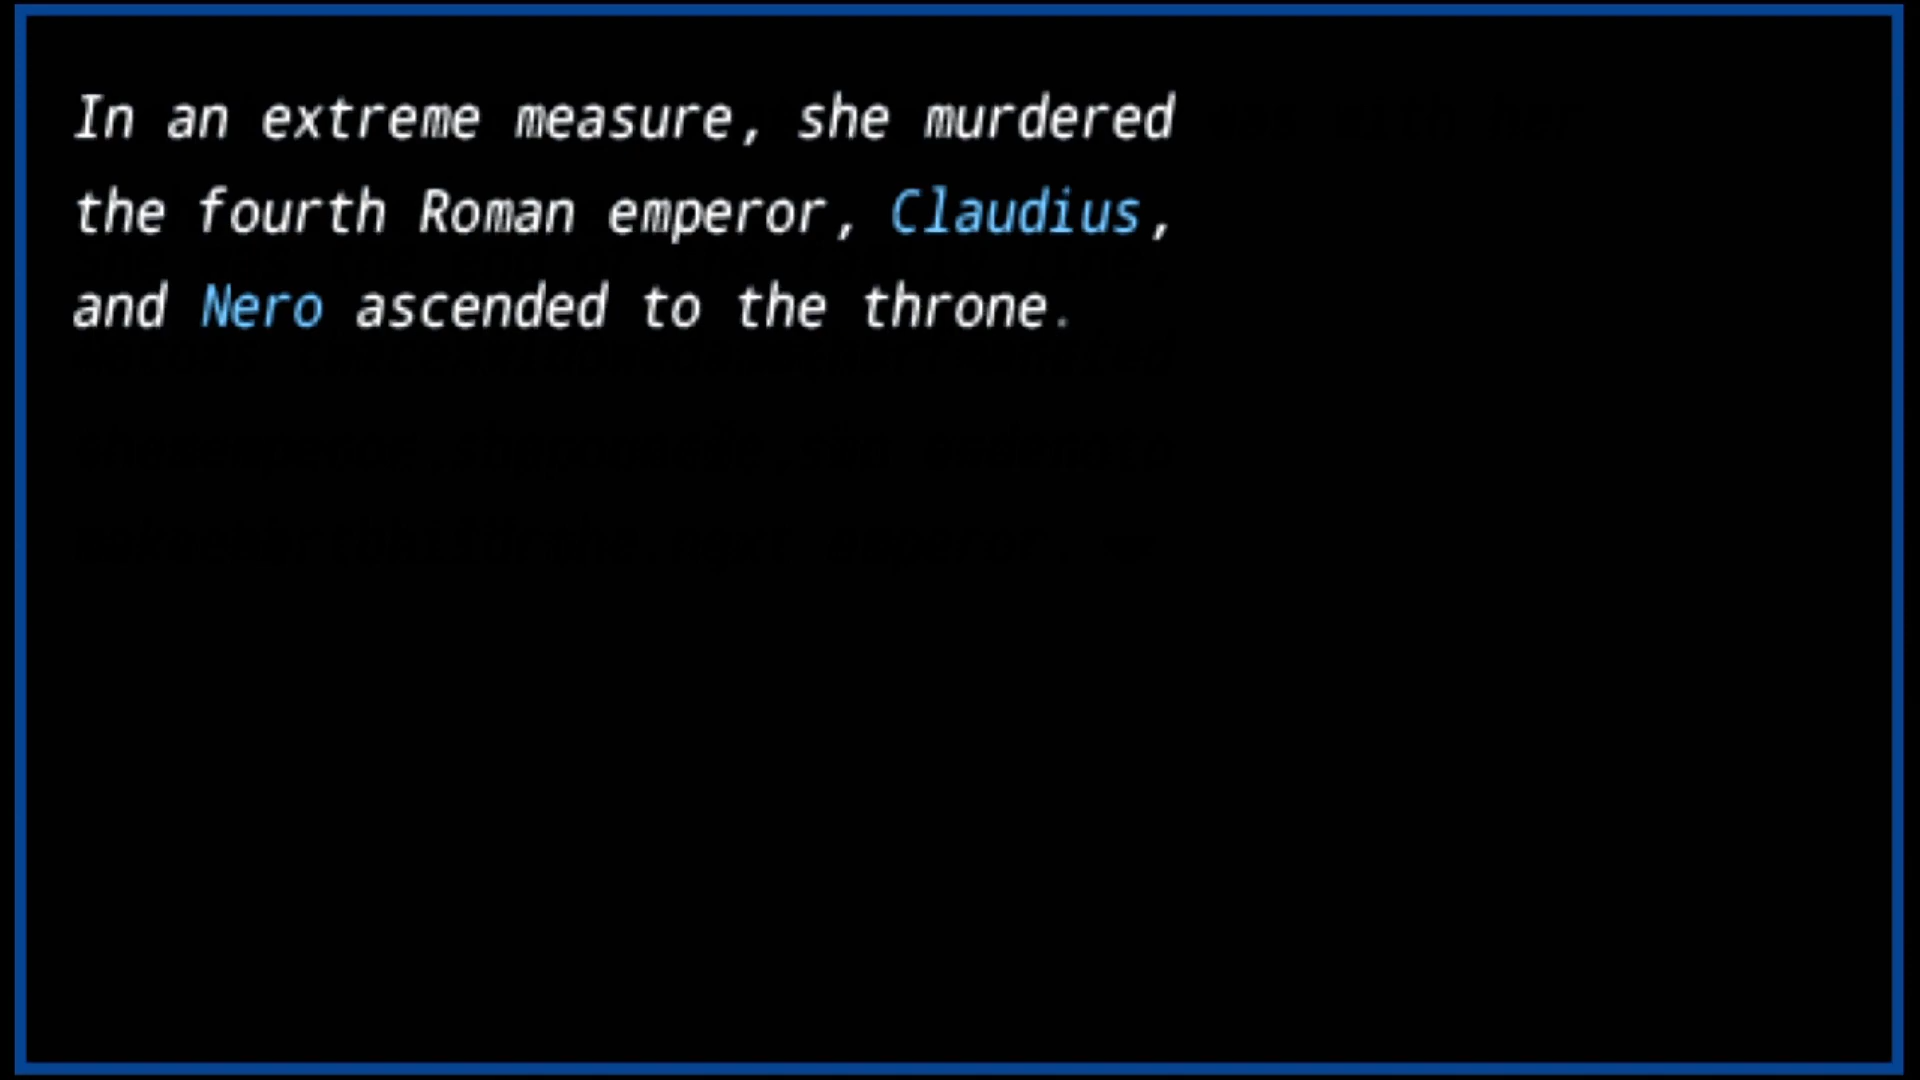 In an extreme measure, she murdered
the fourth Roman emperor, Claudius,
and Nero ascended to the throne.